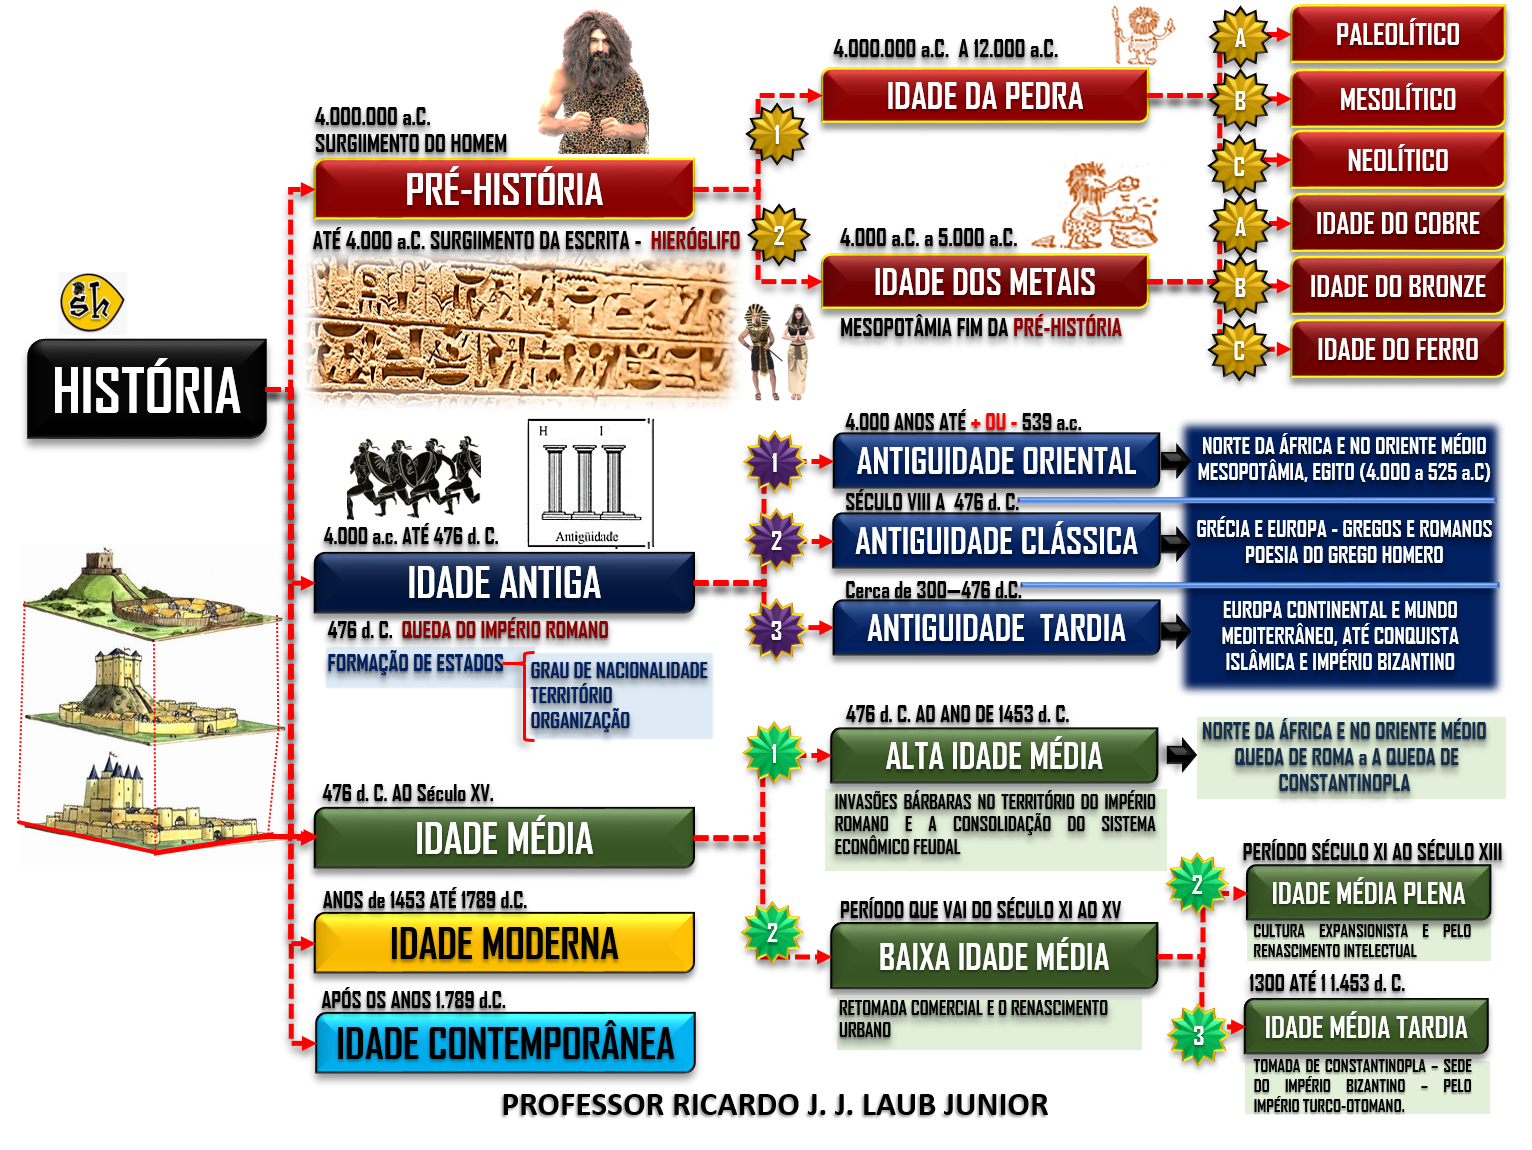 sh
HISTÓRIA
4.000.000 a.C.
SURGIIMENTO DO HOMEM
PRÉ-HISTÓRIA
ATÉ 4.000 a.C. SURGIIMENTO DA ESCRITA - HIERÓGLIFO
1
4.000.000 a.C. A 12.000 a.C.
IDADE DA PEDRA
A
PALEOLÍTICO
B
MESOLÍTICO
C
NEOLÍTICO
2
4.000 a.C. a 5.000 a.C.
IDADE DOS METAIS
MESOPOTÂMIA FIM DA PRÉ-HISTÓRIA
A
IDADE DO COBRE
B
IDADE DO BRONZE
C
IDADE DO FERRO
H I
Antigüidade
4.000 a.c. ATÉ 476 d. C.
IDADE ANTIGA
476 d. C. QUEDA DO IMPÉRIO ROMANO
FORMAÇÃO DE ESTADOS
GRAU DE NACIONALIDADE
TERRITÓRIO
ORGANIZAÇÃO
1
4.000 ANOS ATÉ + OU - 539 a.c.
ANTIGUIDADE ORIENTAL
NORTE DA ÁFRICA E NO ORIENTE MÉDIO
MESOPOTÂMIA, EGITO (4.000 a 525 a.C)
2
SÉCULO VIII A 476 d. C.
ANTIGUIDADE CLÁSSICA
GRÉCIA E EUROPA - GREGOS E ROMANOS
POESIA DO GREGO HOMERO
3
Cerca de 300—476 d.C.
ANTIGUIDADE TARDIA
EUROPA CONTINENTAL E MUNDO
MEDITERRÂNEO, ATÉ CONQUISTA
ISLÂMICA E IMPÉRIO BIZANTINO
476 d. C. AO Século XV.
IDADE MÉDIA
1
476 d. C. AO ANO DE 1453 d. C.
ALTA IDADE MÉDIA
INVASÕES BÁRBARAS NO TERRITÓRIO DO IMPÉRIO
ROMANO E A CONSOLIDAÇÃO DO SISTEMA
ECONÔMICO FEUDAL
NORTE DA ÁFRICA E NO ORIENTE MÉDIO
QUEDA DE ROMA a A QUEDA DE
CONSTANTINOPLA
2
PERÍODO QUE VAI DO SÉCULO XI AO XV
BAIXA IDADE MÉDIA
RETOMADA COMERCIAL E O RENASCIMENTO
URBANO
2
PERÍODO SÉCULO XI AO SÉCULO XIII
IDADE MÉDIA PLENA
CULTURA EXPANSIONISTA E PELO
RENASCIMENTO INTELECTUAL
3
1300 ATÉ 1 1.453 d. C.
IDADE MÉDIA TARDIA
TOMADA DE CONSTANTINOPLA – SEDE
DO IMPÉRIO BIZANTINO – PELO
IMPÉRIO TURCO-OTOMANO.
ANOS de 1453 ATÉ 1789 d.C.
IDADE MODERNA
APÓS OS ANOS 1.789 d.C.
IDADE CONTEMPORÂNEA
PROFESSOR RICARDO J. J. LAUB JUNIOR